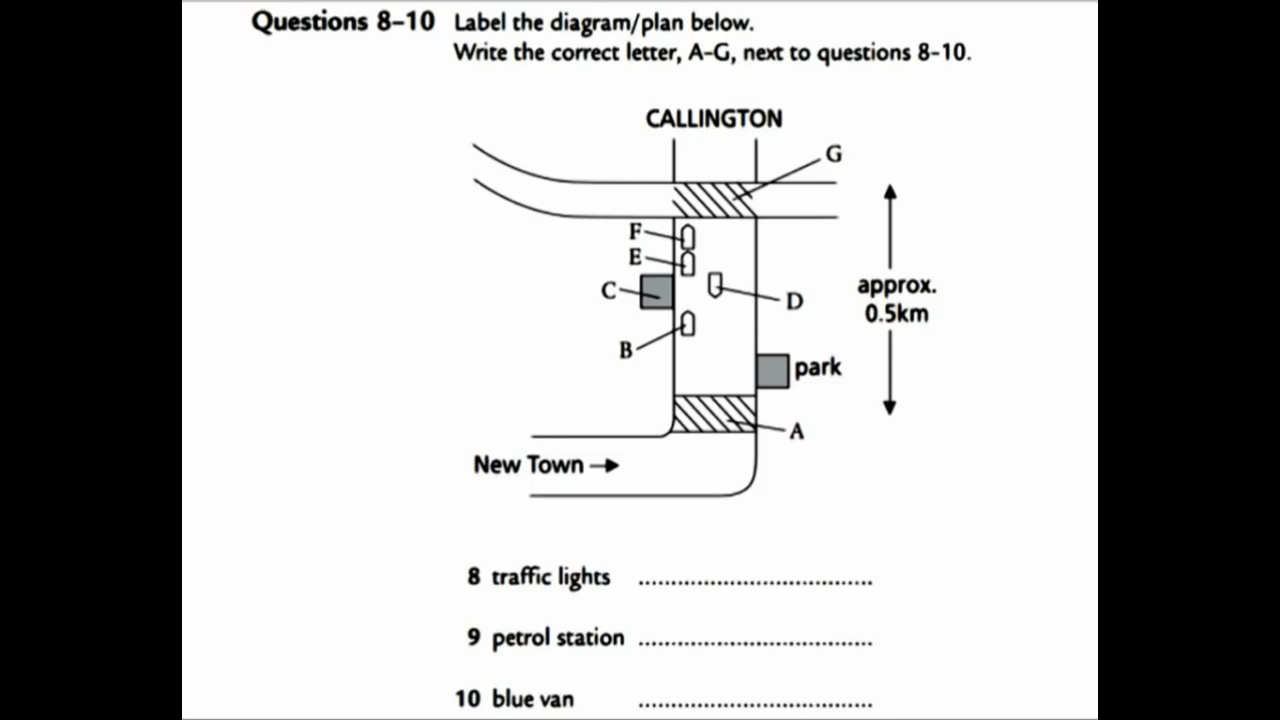 Questions 8–10 Label the diagram/plan below.
Write the correct letter, A–G, next to questions 8–10.
CALLINGTON
G
F
E
C
D
approx.
0.5km
B
park
A
New Town →
8 traffic lights ....................................
9 petrol station ....................................
10 blue van ....................................